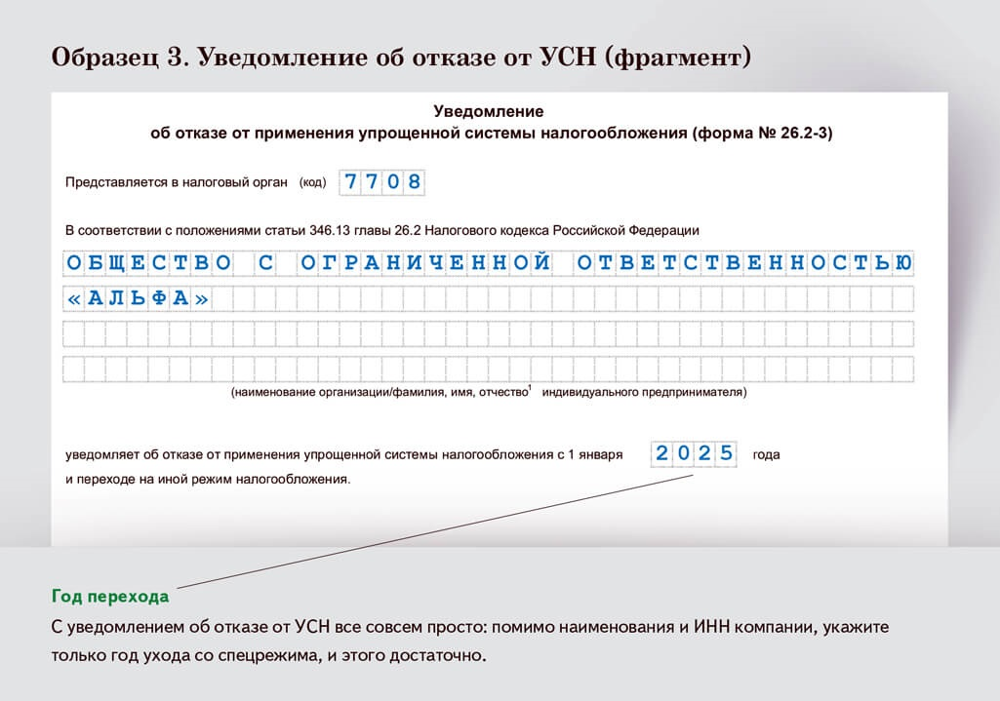 Образец 3. Уведомление об отказе от УСН (фрагмент)
Уведомление
об отказе от применения упрощенной системы налогообложения (форма № 26.2-3)
Представляется в налоговый орган (код) 7708
В соответствии с положениями статьи 346.13 главы 26.2 Налогового кодекса Российской Федерации
ОБЩЕСТВО С ОГРАНИЧЕННОЙ ОТВЕТСТВЕННОСТЬЮ
«АЛЬФА»
(наименование организации/фамилия, имя, отчество¹ индивидуального предпринимателя)
уведомляет об отказе от применения упрощенной системы налогообложения с 1 января 2025 года
и переходе на иной режим налогообложения.
Год перехода
С уведомлением об отказе от УСН все совсем просто: помимо наименования и ИНН компании, укажите
только год ухода со спецрежима, и этого достаточно.